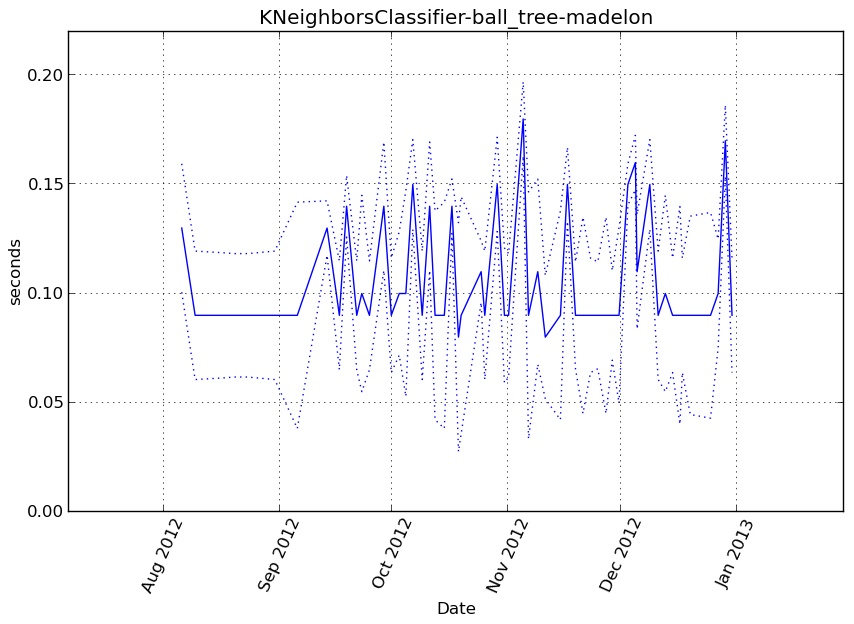 KNeighborsClassifier-ball_tree-madelon
0.20
0.15
0.10
0.05
0.00
seconds
Aug 2012
Sep 2012
Oct 2012
Nov 2012
Dec 2012
Jan 2013
Date